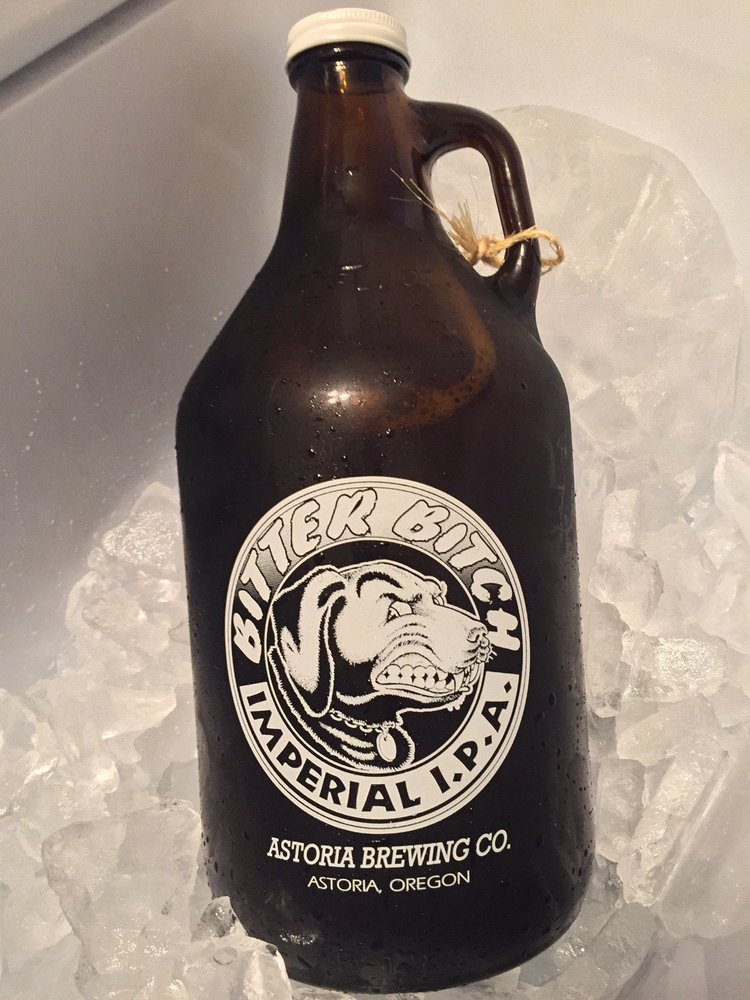 BITTER BITCH
IMPERIAL I.P.A.
ASTORIA BREWING CO.
ASTORIA, OREGON